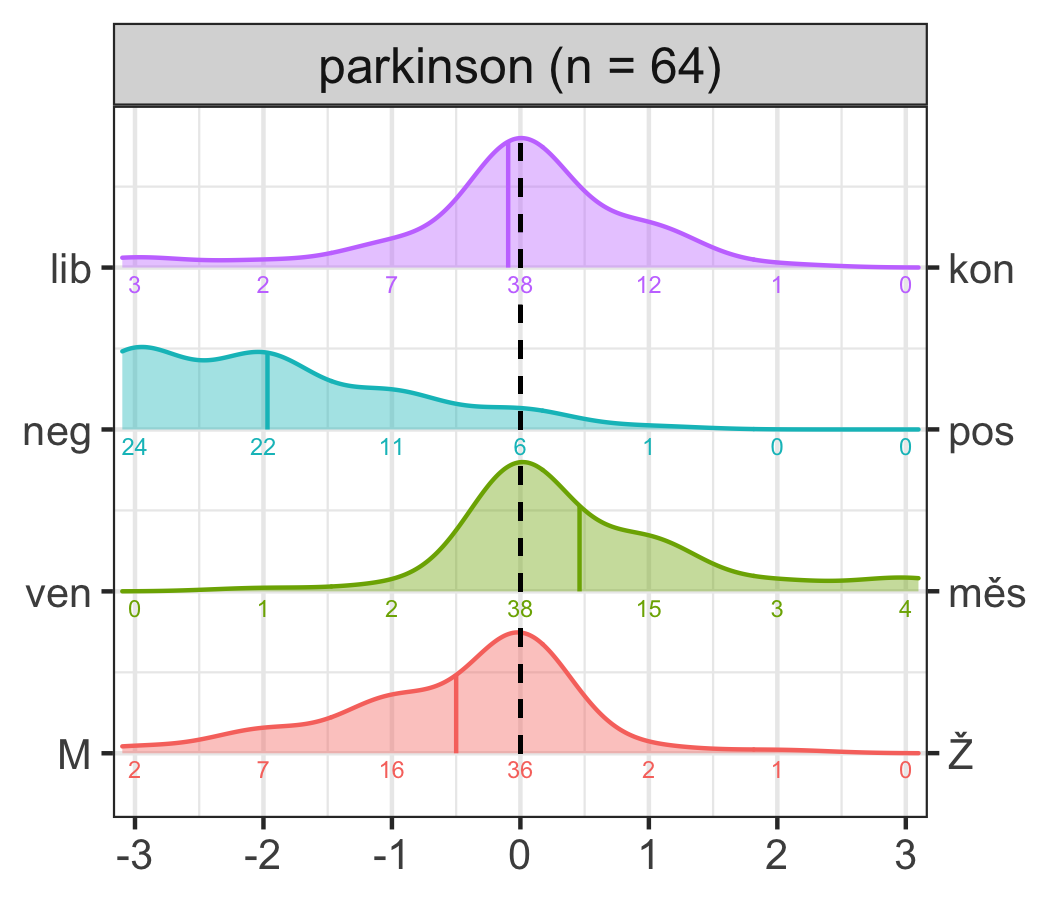 parkinson (n = 64)
lib kon
3 2 7 38 12 1 0
neg pos
24 22 11 6 1 0 0
ven měs
0 1 2 38 15 3 4
M Ž
2 7 16 36 2 1 0
-3 -2 -1 0 1 2 3